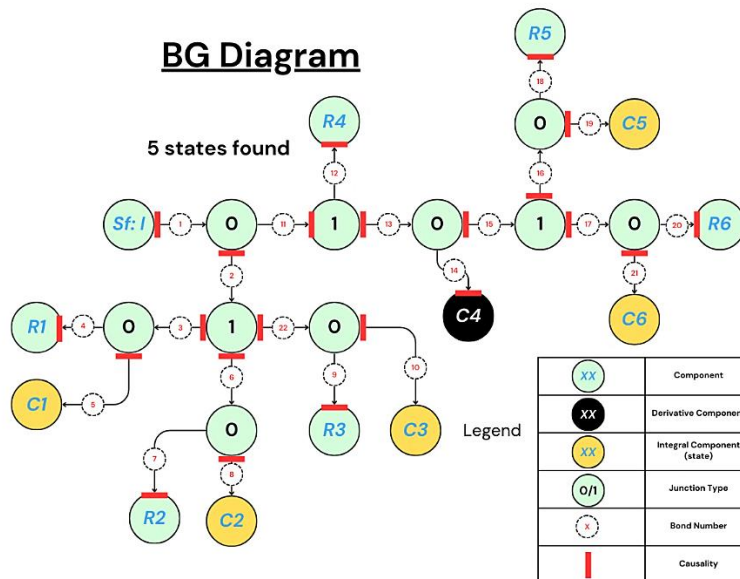 BG Diagram
R5
18
R4
5 states found
0
19
C5
12
16
Sf: I
1
0
11
1
13
0
15
1
17
0
20
R6
2
14
21
R1
4
0
3
1
22
0
C4
C6
5
6
9
10
C1
0
R3
C3
Legend
7
8
R2
C2
XX
Component
XX
Derivative Component
XX
Integral Component
(state)
0/1
Junction Type
X
Bond Number
Causality